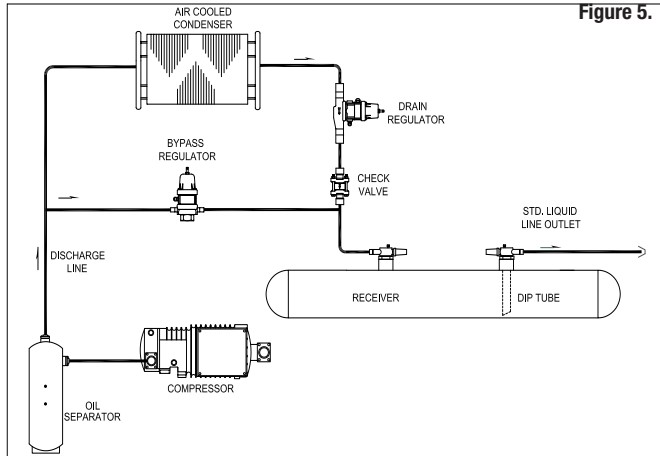 Figure 5.
AIR COOLED
CONDENSER
DRAIN
REGULATOR
BYPASS
REGULATOR
CHECK
VALVE
STD. LIQUID
LINE OUTLET
DISCHARGE
LINE
RECEIVER
DIP TUBE
COMPRESSOR
OIL
SEPARATOR